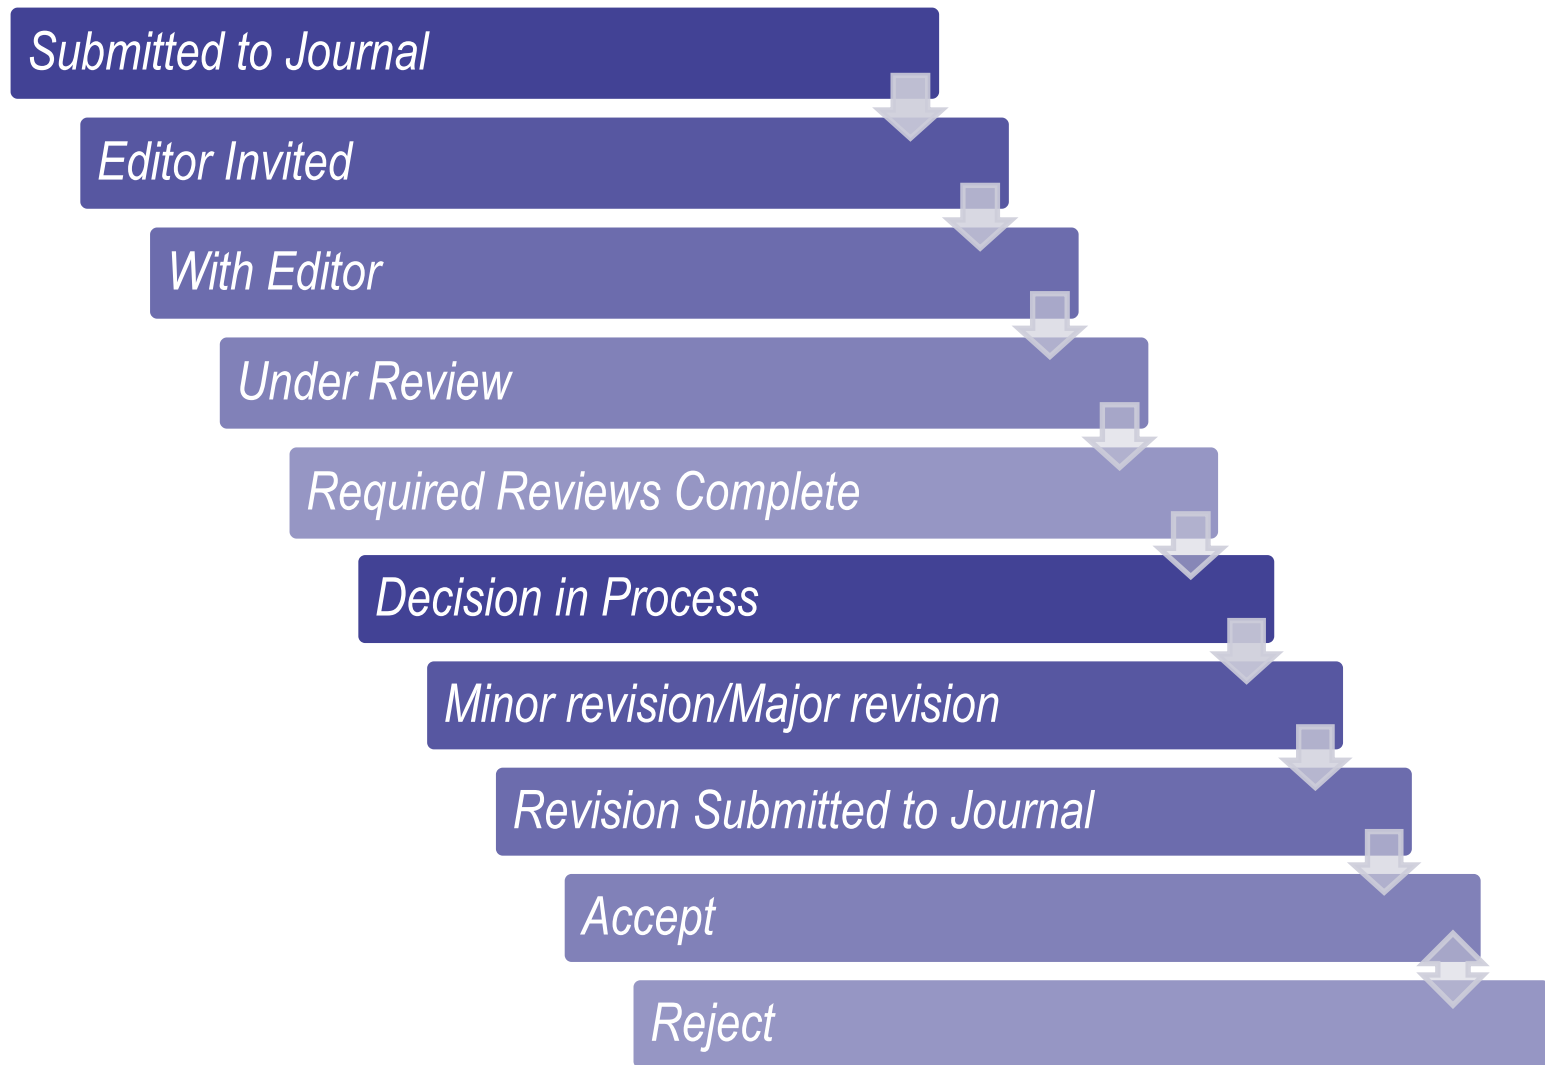 Submitted to Journal
Editor Invited
With Editor
Under Review
Required Reviews Complete
Decision in Process
Minor revision/Major revision
Revision Submitted to Journal
Accept
Reject